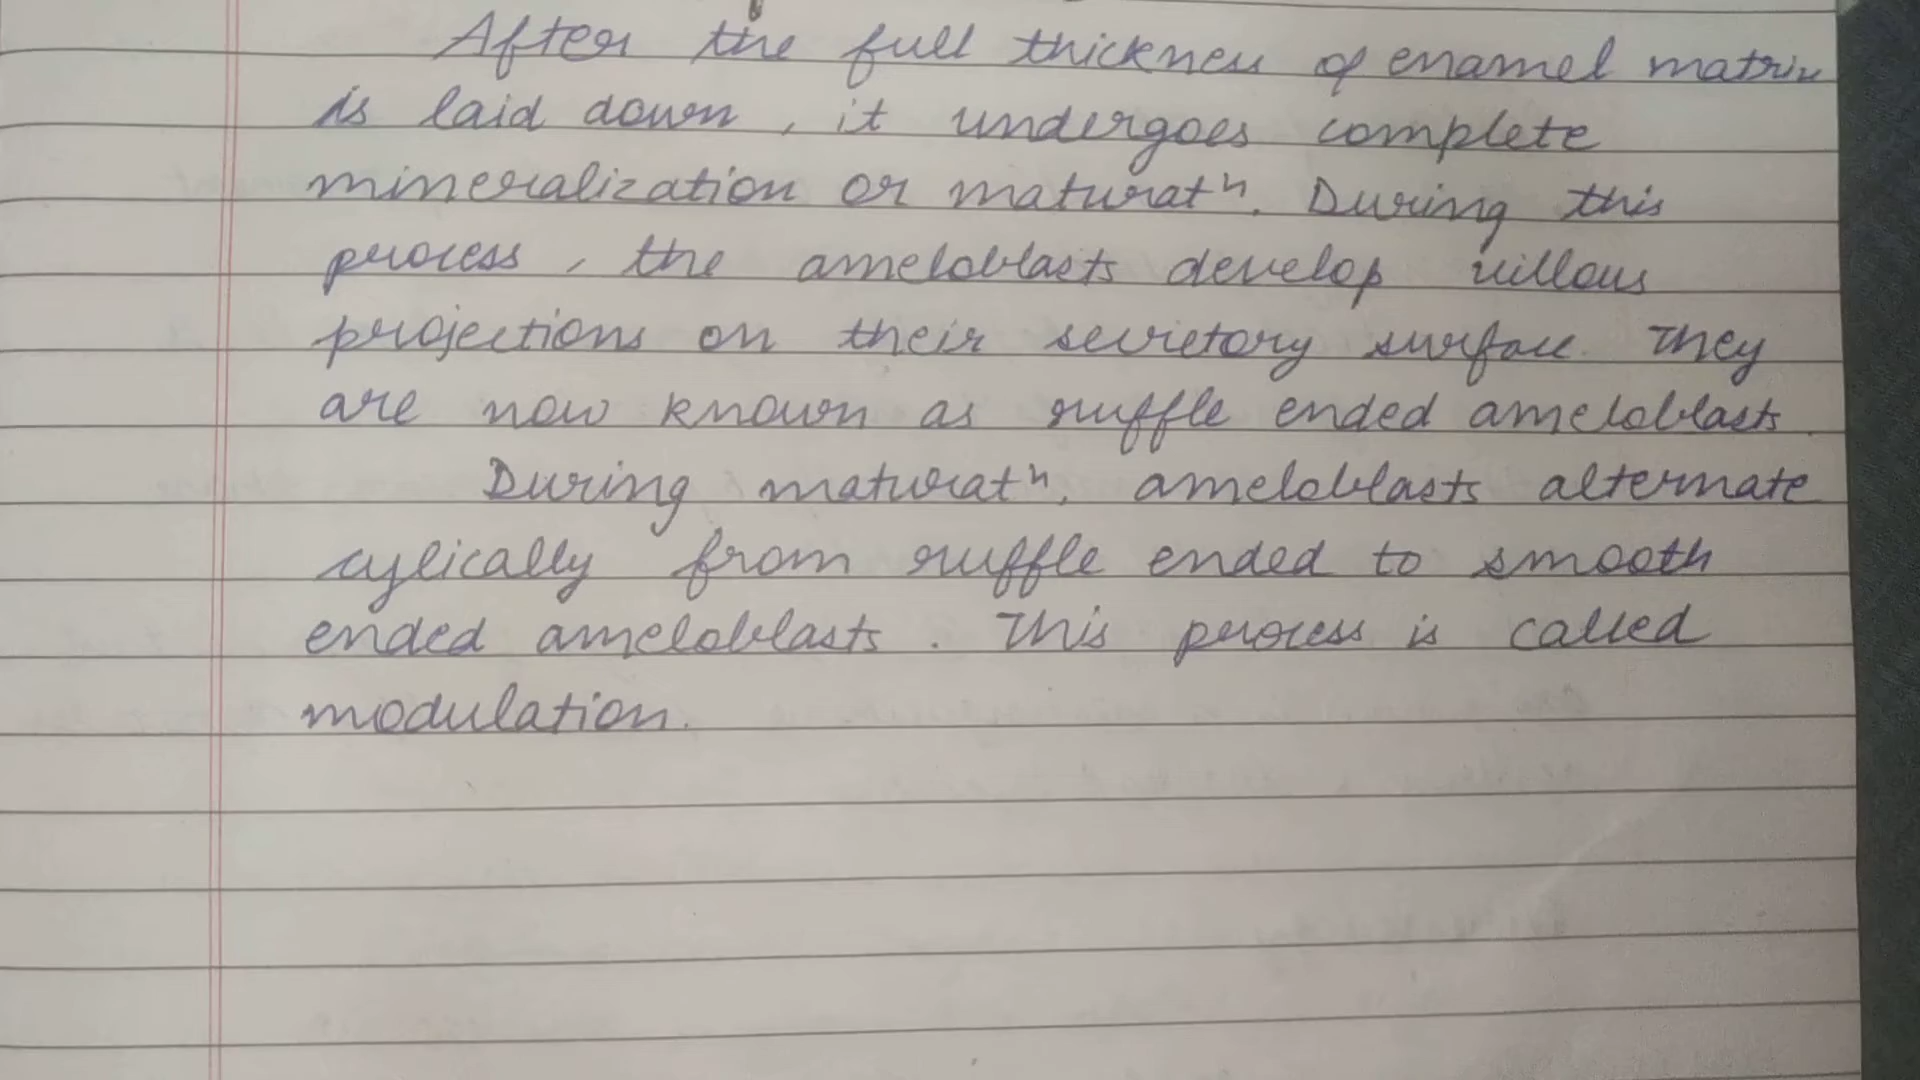 After the full thickness of enamel matrix
is laid down, it undergoes complete
mineralization or maturatⁿ. During this
process, the ameloblasts develop villous
projections on their secretory surface. They
are now known as ruffle ended ameloblasts.
During maturatⁿ, ameloblasts alternate
cylically from ruffle ended to smooth
ended ameloblasts. This process is called
modulation.